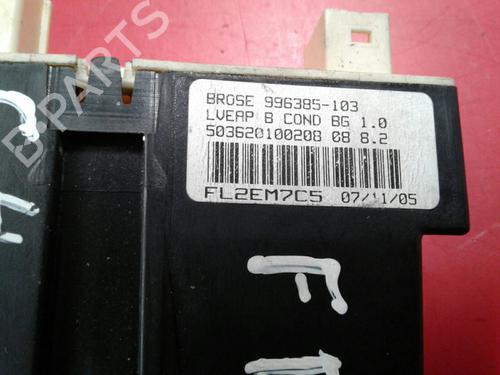 B-PARTS
BROSE 996385-103
LVEAP B COND BG 1.0
503620100208 08 8.2
FL2EM7C5 07/11/05